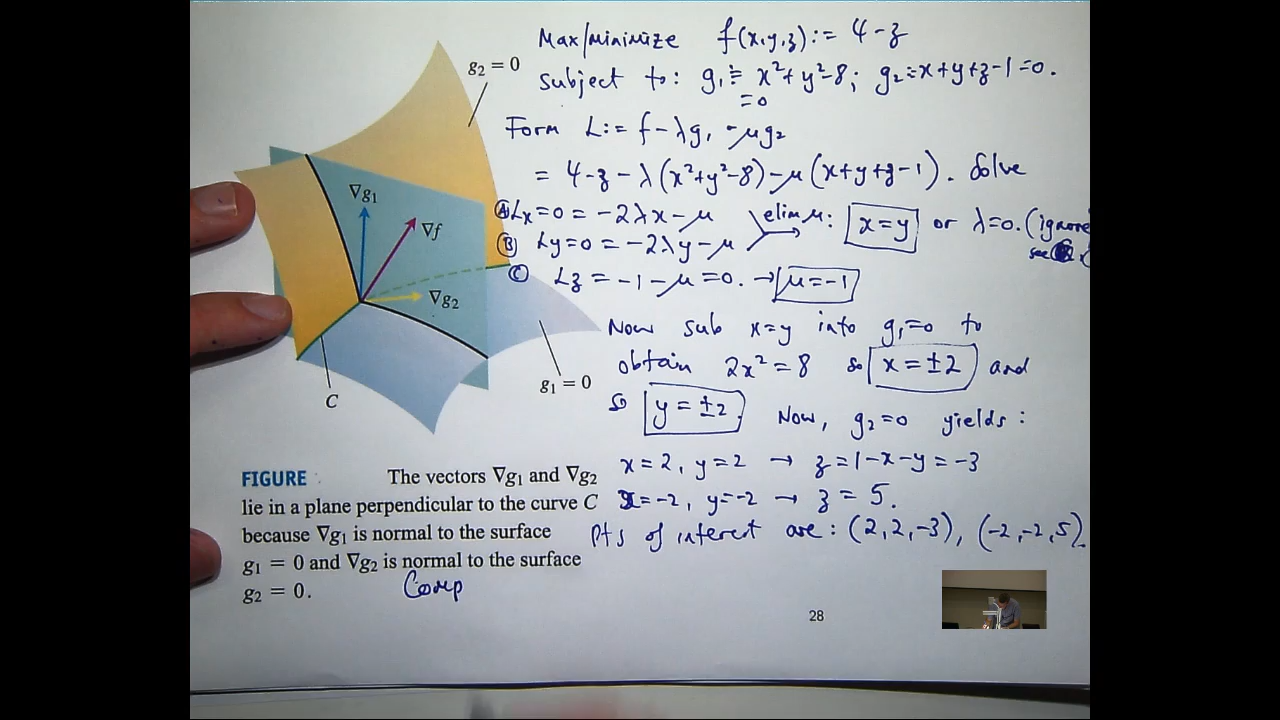 Max/minimize f(x,y,z) := 4-z
subject to: g₁ := x²+y²-8; g₂ := x+y+z-1=0.
=0
Form L := f-λg₁ -μg₂
= 4-z-λ(x²+y²-8)-μ(x+y+z-1). Solve
Ⓐ Lx=0 = -2λx-μ
elim μ: x=y or λ=0. (ignore
Ⓑ Ly=0 = -2λy-μ
see
Ⓒ Lz = -1-μ=0. → μ=-1
Now sub x=y into g₁=0 to
obtain 2x²=8 so x=±2 and
so y=±2. Now, g₂=0 yields:
x=2, y=2 → z=1-x-y=-3
x=-2, y=-2 → z=5.
Pts of interest are: (2,2,-3), (-2,-2,5).
g₂ = 0
∇g₁
∇f
∇g₂
g₁ = 0
C
FIGURE The vectors ∇g₁ and ∇g₂
lie in a plane perpendicular to the curve C
because ∇g₁ is normal to the surface
g₁ = 0 and ∇g₂ is normal to the surface
g₂ = 0.
Comp
28